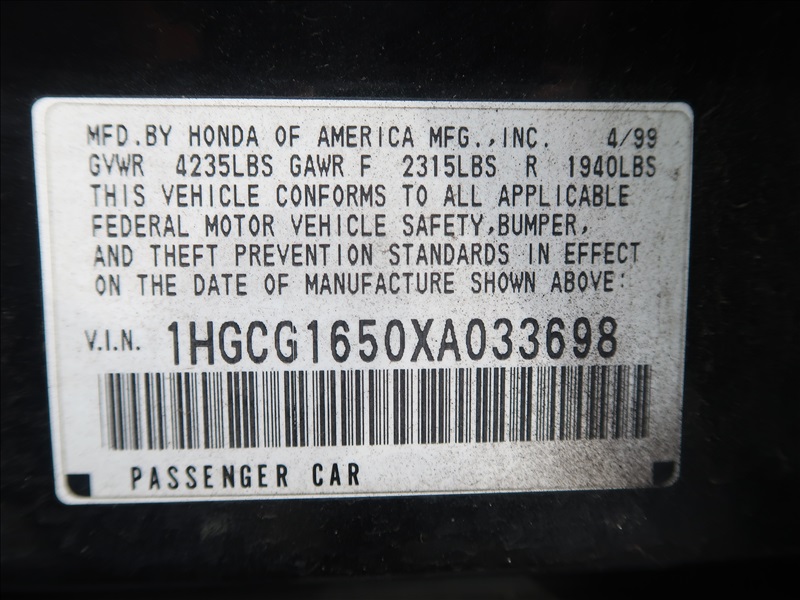 MFD.BY HONDA OF AMERICA MFG.,INC. 4/99
GVWR 4235LBS GAWR F 2315LBS R 1940LBS
THIS VEHICLE CONFORMS TO ALL APPLICABLE
FEDERAL MOTOR VEHICLE SAFETY,BUMPER,
AND THEFT PREVENTION STANDARDS IN EFFECT
ON THE DATE OF MANUFACTURE SHOWN ABOVE:
V.I.N. 1HGCG1650XA033698
PASSENGER CAR